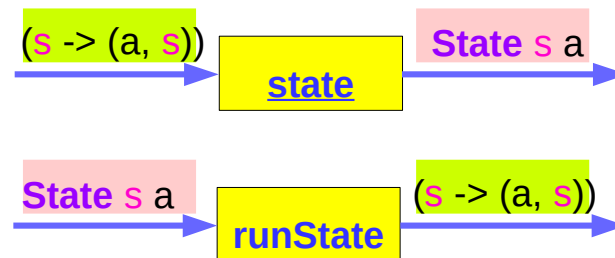 (s -> (a, s))
State s a
state
State s a
(s -> (a, s))
runState